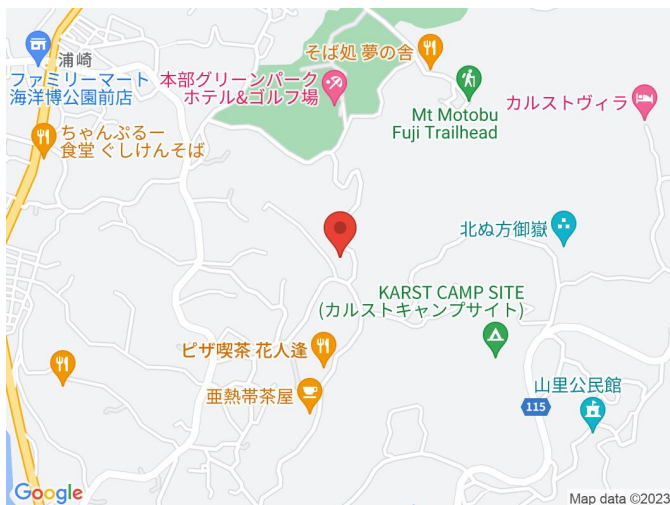 そば処 夢の舎
浦崎
ファミリーマート
海洋博公園前店
本部グリーンパーク
ホテル&ゴルフ場
カルストヴィラ
Mt Motobu
Fuji Trailhead
ちゃんぷるー
食堂 ぐしけんそば
北ぬ方御嶽
KARST CAMP SITE
(カルストキャンプサイト)
ピザ喫茶 花人逢
亜熱帯茶屋
山里公民館
115
Google
Map data ©2023